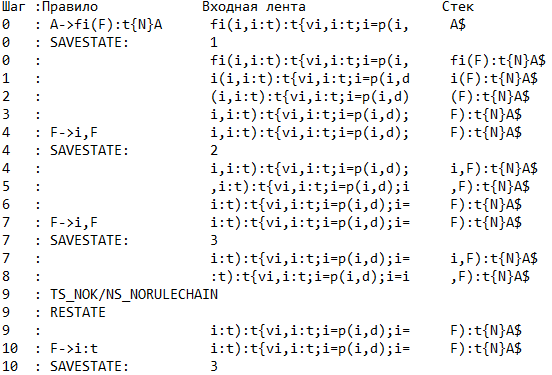 Шаг :Правило Входная лента Стек
0 : A->fi(F):t{N}A fi(i,i:t):t{vi,i:t;i=p(i, A$
0 : SAVESTATE: 1
0 : fi(i,i:t):t{vi,i:t;i=p(i, fi(F):t{N}A$
1 : i(i,i:t):t{vi,i:t;i=p(i,d i(F):t{N}A$
2 : (i,i:t):t{vi,i:t;i=p(i,d) (F):t{N}A$
3 : i,i:t):t{vi,i:t;i=p(i,d); F):t{N}A$
4 : F->i,F i,i:t):t{vi,i:t;i=p(i,d); F):t{N}A$
4 : SAVESTATE: 2
4 : i,i:t):t{vi,i:t;i=p(i,d); i,F):t{N}A$
5 : ,i:t):t{vi,i:t;i=p(i,d);i ,F):t{N}A$
6 : i:t):t{vi,i:t;i=p(i,d);i= F):t{N}A$
7 : F->i,F i:t):t{vi,i:t;i=p(i,d);i= F):t{N}A$
7 : SAVESTATE: 3
7 : i:t):t{vi,i:t;i=p(i,d);i= i,F):t{N}A$
8 : :t):t{vi,i:t;i=p(i,d);i=i ,F):t{N}A$
9 : TS_NOK/NS_NORULECHAIN
9 : RESTATE
9 : i:t):t{vi,i:t;i=p(i,d);i= F):t{N}A$
10 : F->i:t i:t):t{vi,i:t;i=p(i,d);i= F):t{N}A$
10 : SAVESTATE: 3